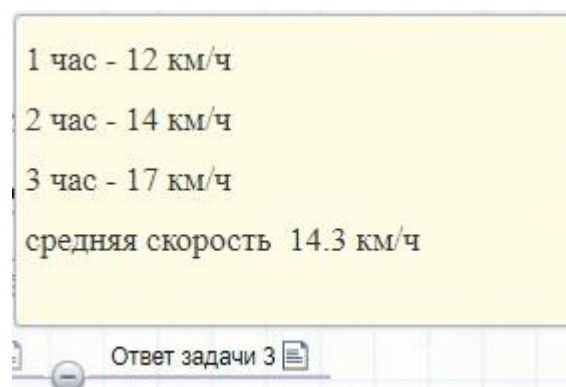 1 час - 12 км/ч
2 час - 14 км/ч
3 час - 17 км/ч
средняя скорость 14.3 км/ч
Ответ задачи 3